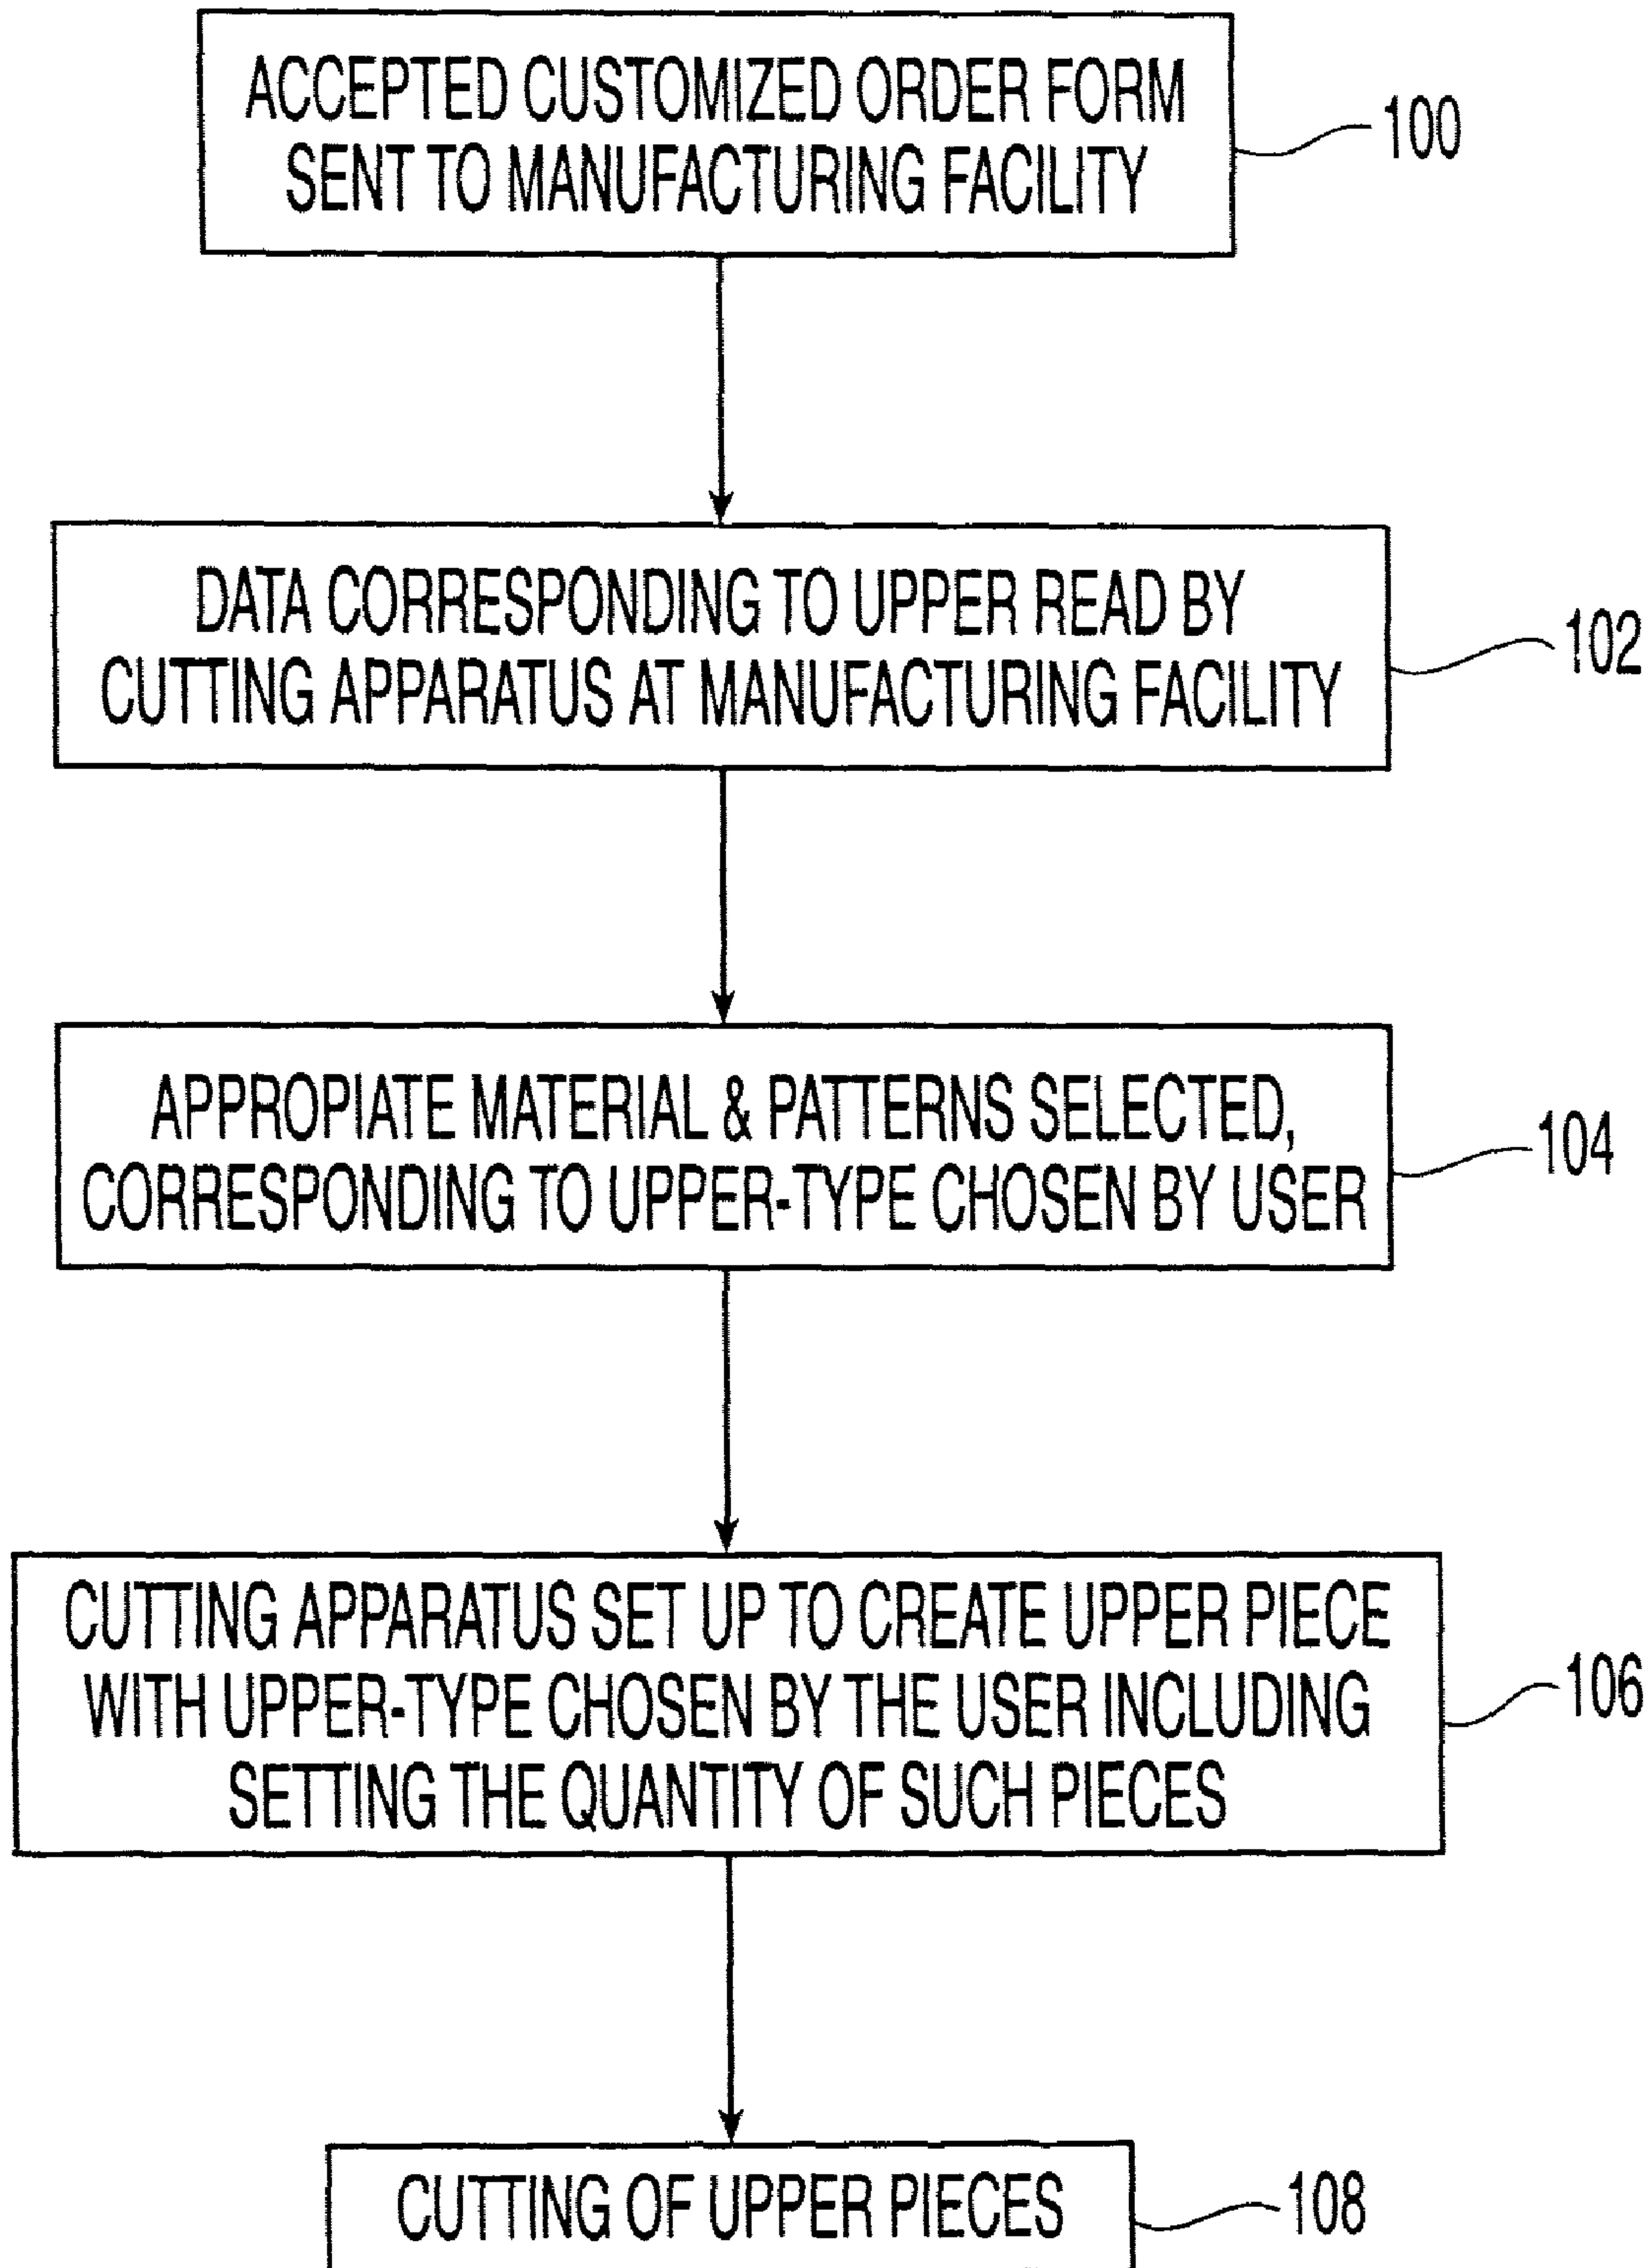 ACCEPTED CUSTOMIZED ORDER FORM
SENT TO MANUFACTURING FACILITY
100
DATA CORRESPONDING TO UPPER READ BY
CUTTING APPARATUS AT MANUFACTURING FACILITY
102
APPROPIATE MATERIAL & PATTERNS SELECTED,
CORRESPONDING TO UPPER-TYPE CHOSEN BY USER
104
CUTTING APPARATUS SET UP TO CREATE UPPER PIECE
WITH UPPER-TYPE CHOSEN BY THE USER INCLUDING
SETTING THE QUANTITY OF SUCH PIECES
106
CUTTING OF UPPER PIECES
108